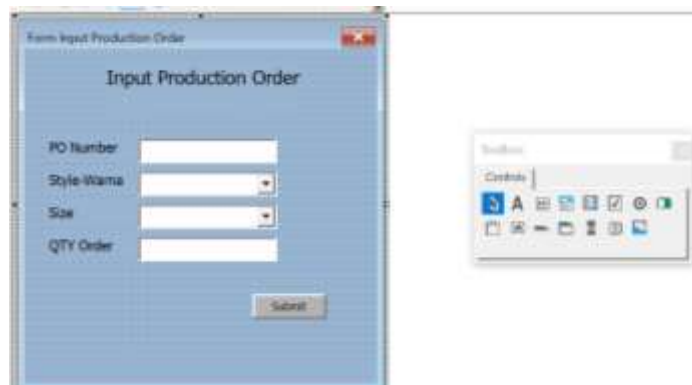 Form Input Production Order
Input Production Order
PO Number
Style-Warna
Size
QTY Order
Submit
Toolbox
Controls